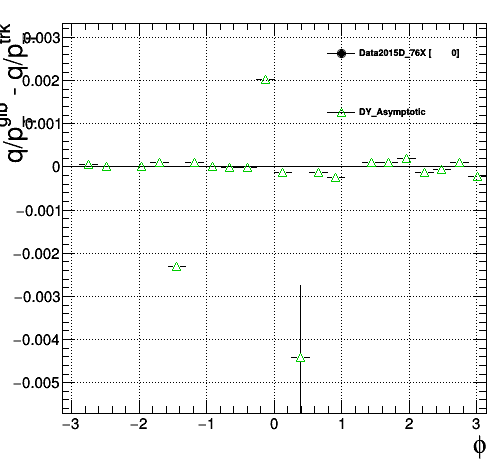 q/p^glb - q/p^trk
0.003
0.002
0.001
0
−0.001
−0.002
−0.003
−0.004
−0.005
Data2015D_76X [ 0]
DY_Asymptotic
−3 −2 −1 0 1 2 3
ϕ